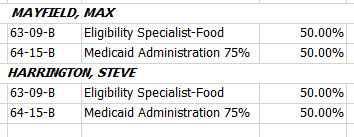 MAYFIELD, MAX
63-09-B Eligibility Specialist-Food 50.00%
64-15-B Medicaid Administration 75% 50.00%
HARRINGTON, STEVE
63-09-B Eligibility Specialist-Food 50.00%
64-15-B Medicaid Administration 75% 50.00%